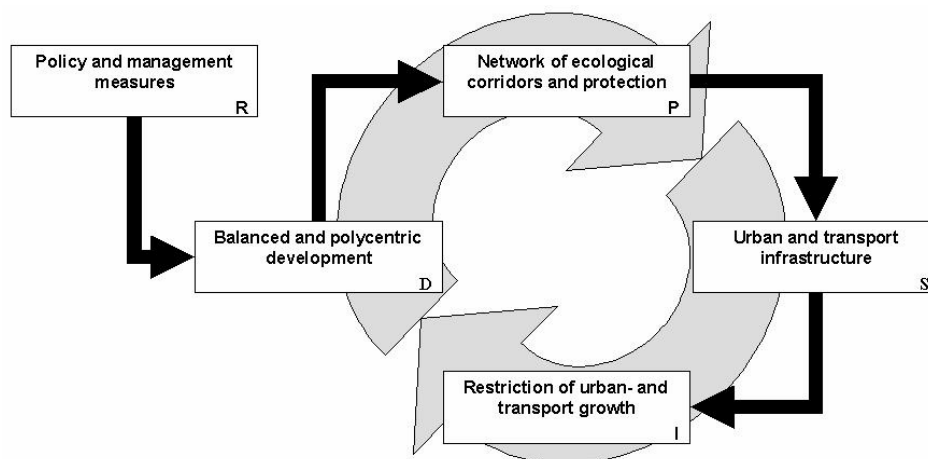 Policy and management
measures
R
Network of ecological
corridors and protection
P
Balanced and polycentric
development
D
Urban and transport
infrastructure
S
Restriction of urban- and
transport growth
I